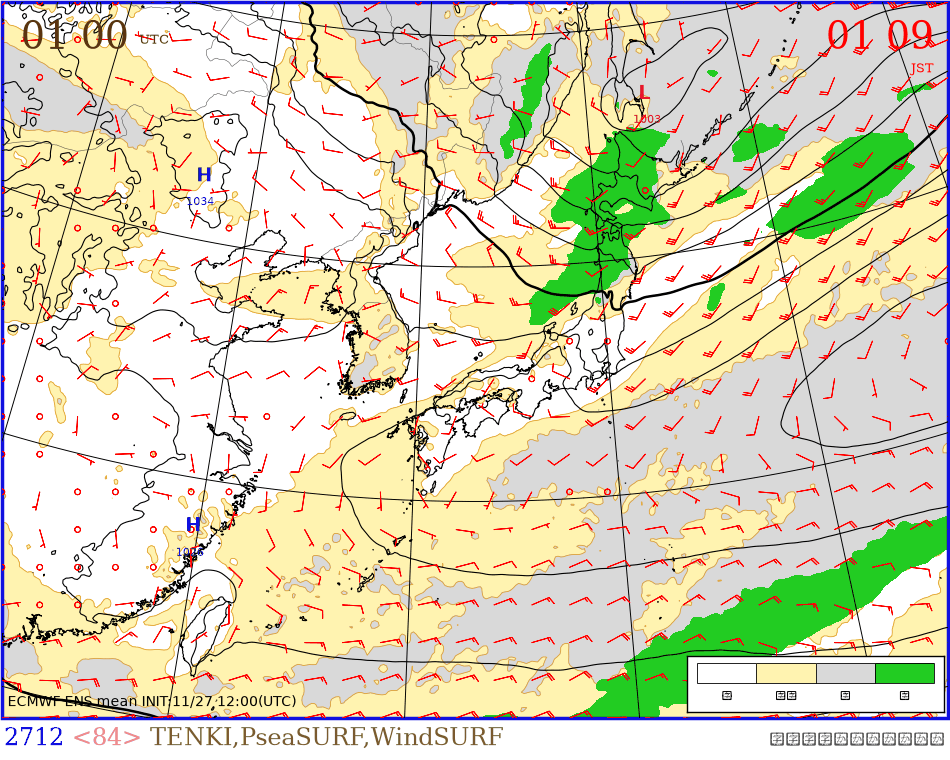 01 00 UTC
01 09
JST
L
1003
H
1034
H
ECMWF ENS mean INIT:11/27 12:00(UTC)
2712 <84> TENKI,PseaSURF,WindSURF